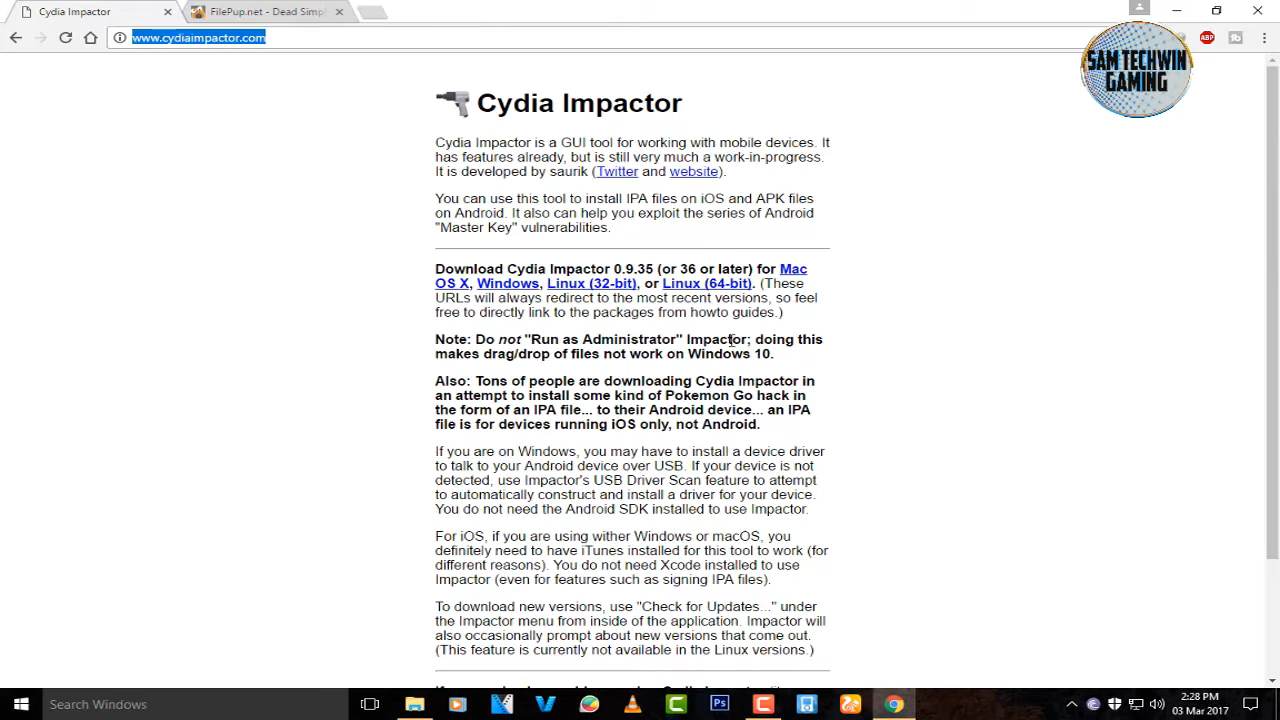 Cydia Impactor
FilePup.net - Dead Simpl
www.cydiaimpactor.com
ABP
SAM TECHWIN
GAMING
Cydia Impactor
Cydia Impactor is a GUI tool for working with mobile devices. It
has features already, but is still very much a work-in-progress.
It is developed by saurik (Twitter and website).
You can use this tool to install IPA files on iOS and APK files
on Android. It also can help you exploit the series of Android
"Master Key" vulnerabilities.
Download Cydia Impactor 0.9.35 (or 36 or later) for Mac
OS X, Windows, Linux (32-bit), or Linux (64-bit). (These
URLs will always redirect to the most recent versions, so feel
free to directly link to the packages from howto guides.)
Note: Do not "Run as Administrator" Impactor; doing this
makes drag/drop of files not work on Windows 10.
Also: Tons of people are downloading Cydia Impactor in
an attempt to install some kind of Pokemon Go hack in
the form of an IPA file... to their Android device... an IPA
file is for devices running iOS only, not Android.
If you are on Windows, you may have to install a device driver
to talk to your Android device over USB. If your device is not
detected, use Impactor's USB Driver Scan feature to attempt
to automatically construct and install a driver for your device.
You do not need the Android SDK installed to use Impactor.
For iOS, if you are using wither Windows or macOS, you
definitely need to have iTunes installed for this tool to work (for
different reasons). You do not need Xcode installed to use
Impactor (even for features such as signing IPA files).
To download new versions, use "Check for Updates..." under
the Impactor menu from inside of the application. Impactor will
also occasionally prompt about new versions that come out.
(This feature is currently not available in the Linux versions.)
Search Windows
Ps
2:28 PM
03 Mar 2017